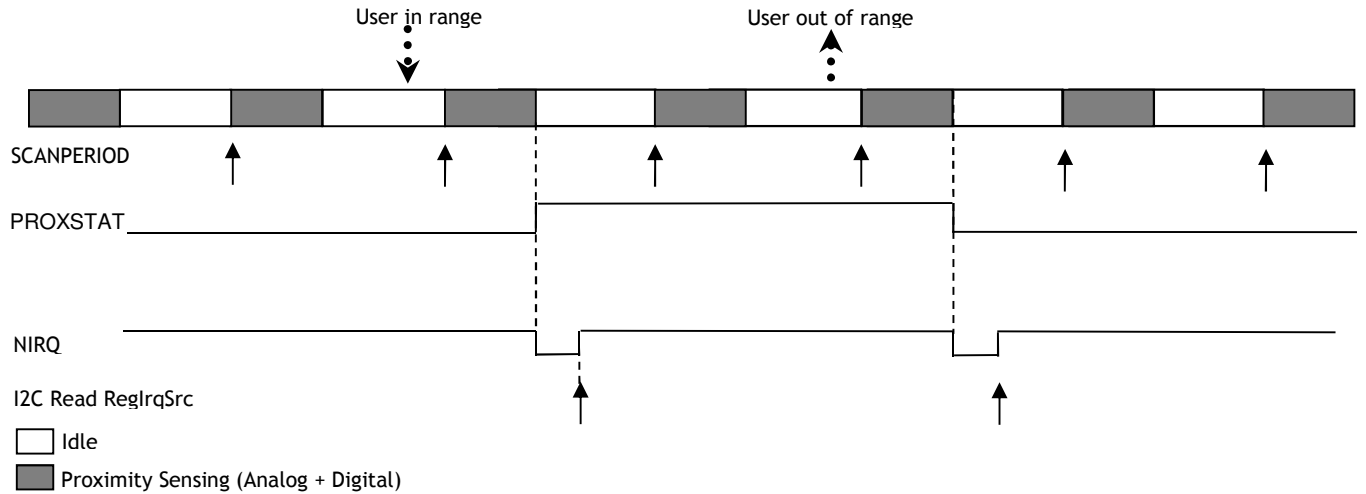 User in range
User out of range
SCANPERIOD
PROXSTAT
NIRQ
I2C Read RegIrqSrc
Idle
Proximity Sensing (Analog + Digital)